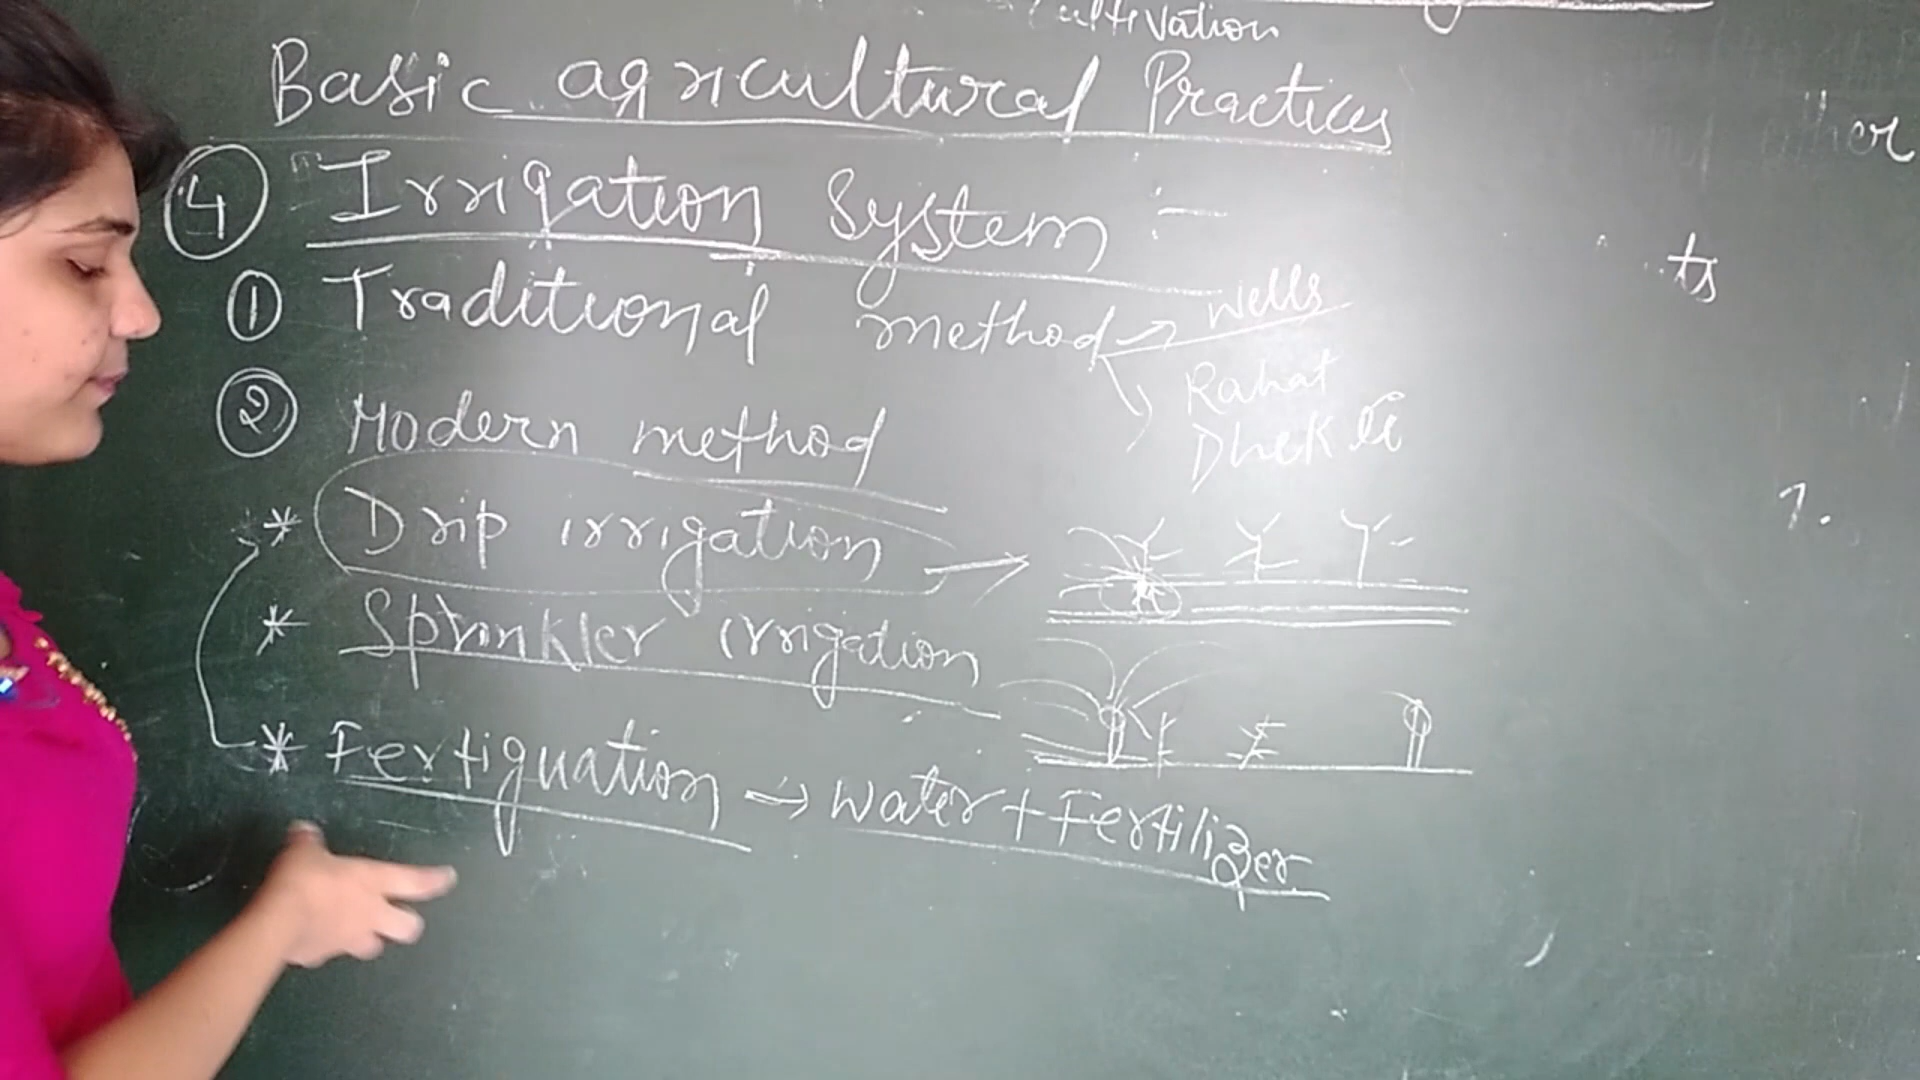 cultivation
Basic agricultural Practices
4 Irrigation System :-
1 Traditional method → Wells
Rahat
Dhekli
2 Modern method
* Drip irrigation →
* Sprinkler irrigation
* Fertiguation → Water + Fertilizer
ts